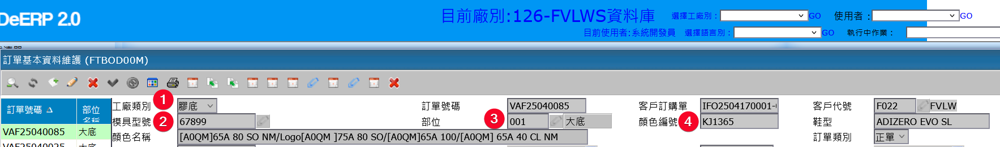 DeERP 2.0
目前廠別:126-FVLWS資料庫
選擇工廠別： GO 使用者： GO
目前使用者:系統開發員 選擇語言別： GO 執行中作業：
訂單基本資料維護 (FTBOD00M)
訂單號碼 部位名稱
VAF25040085 大底
VAF25040025 大底
1 工廠類別 膠底 訂單號碼 VAF25040085 客戶訂購單 IFO2504170001- 客戶代號 F022 FVLW
2 模具型號 67899 部位 3 001 大底 顏色編號 4 KJ1365 鞋型 ADIZERO EVO SL
顏色名稱 [A0QM]65A 80 SO NM/Logo[A0QM ]75A 80 SO/[A0QM]65A 100/[A0QM] 65A 40 CL NM 訂單類別 正單